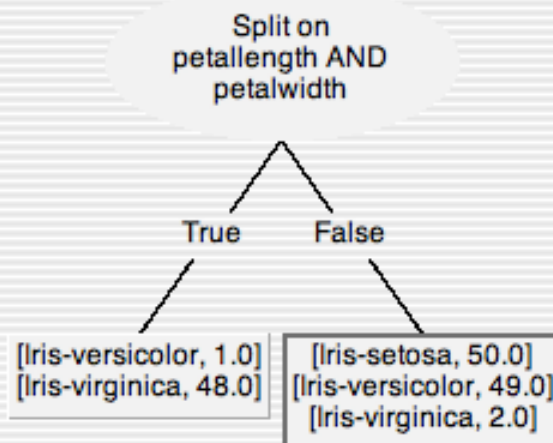 Split on
petallength AND
petalwidth
True
False
[Iris-versicolor, 1.0]
[Iris-virginica, 48.0]
[Iris-setosa, 50.0]
[Iris-versicolor, 49.0]
[Iris-virginica, 2.0]